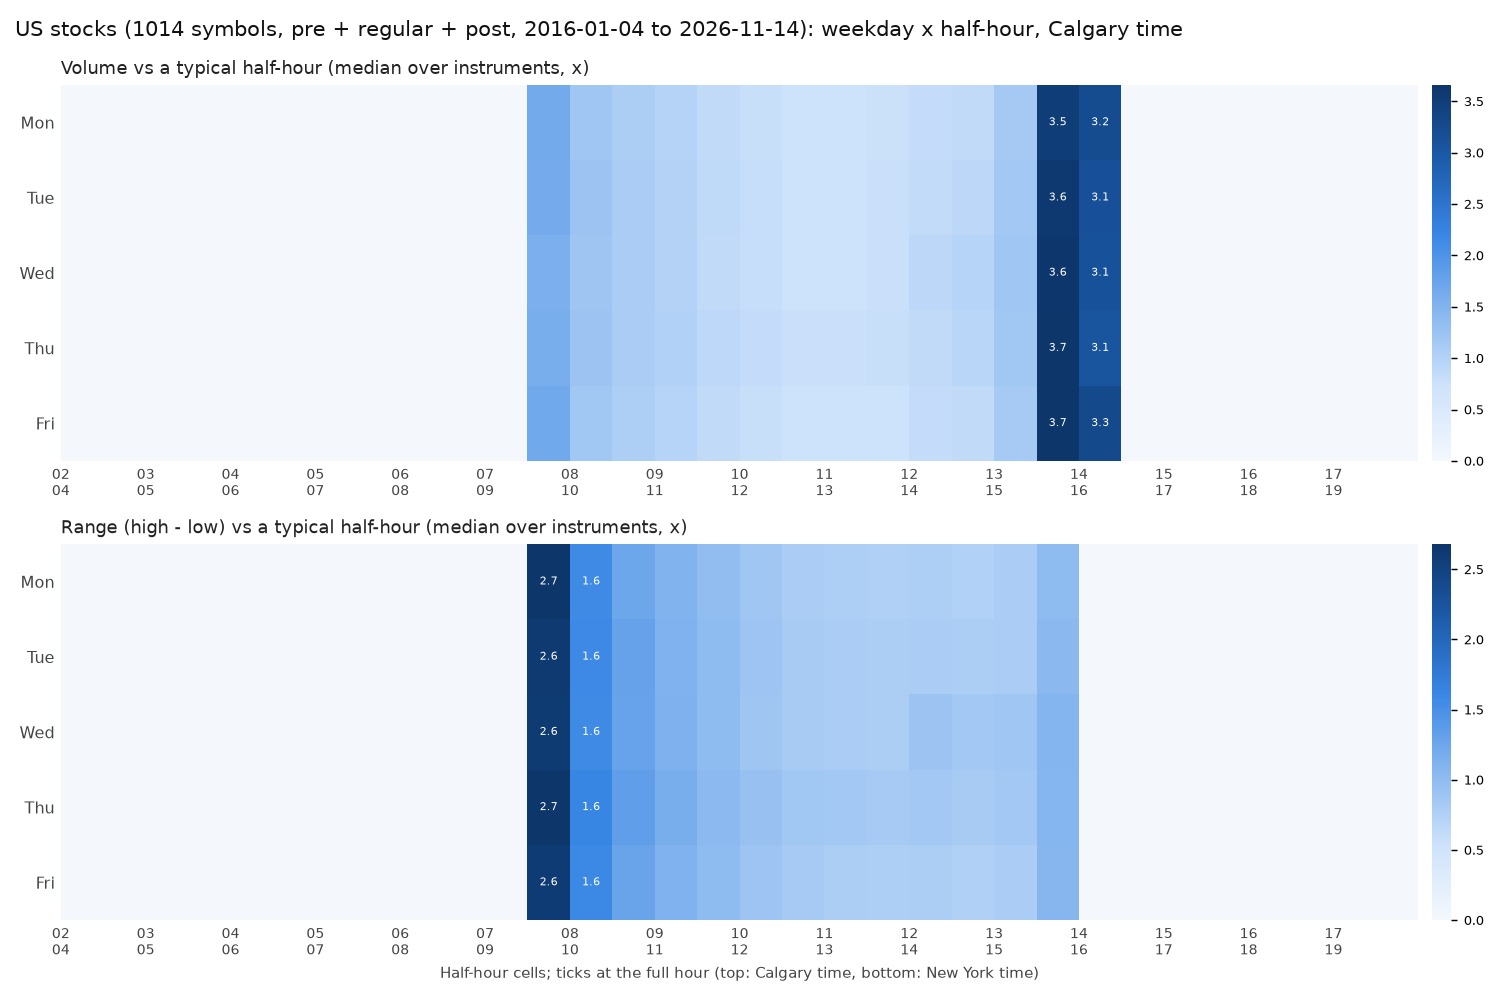 US stocks (1014 symbols, pre + regular + post, 2016-01-04 to 2026-11-14): weekday x half-hour, Calgary time
Volume vs a typical half-hour (median over instruments, x)
Mon 3.5 3.2
Tue 3.6 3.1
Wed 3.6 3.1
Thu 3.7 3.1
Fri 3.7 3.3
02 03 04 05 06 07 08 09 10 11 12 13 14 15 16 17
04 05 06 07 08 09 10 11 12 13 14 15 16 17 18 19
3.5
3.0
2.5
2.0
1.5
1.0
0.5
0.0
Range (high - low) vs a typical half-hour (median over instruments, x)
Mon 2.7 1.6
Tue 2.6 1.6
Wed 2.6 1.6
Thu 2.7 1.6
Fri 2.6 1.6
02 03 04 05 06 07 08 09 10 11 12 13 14 15 16 17
04 05 06 07 08 09 10 11 12 13 14 15 16 17 18 19
2.5
2.0
1.5
1.0
0.5
0.0
Half-hour cells; ticks at the full hour (top: Calgary time, bottom: New York time)